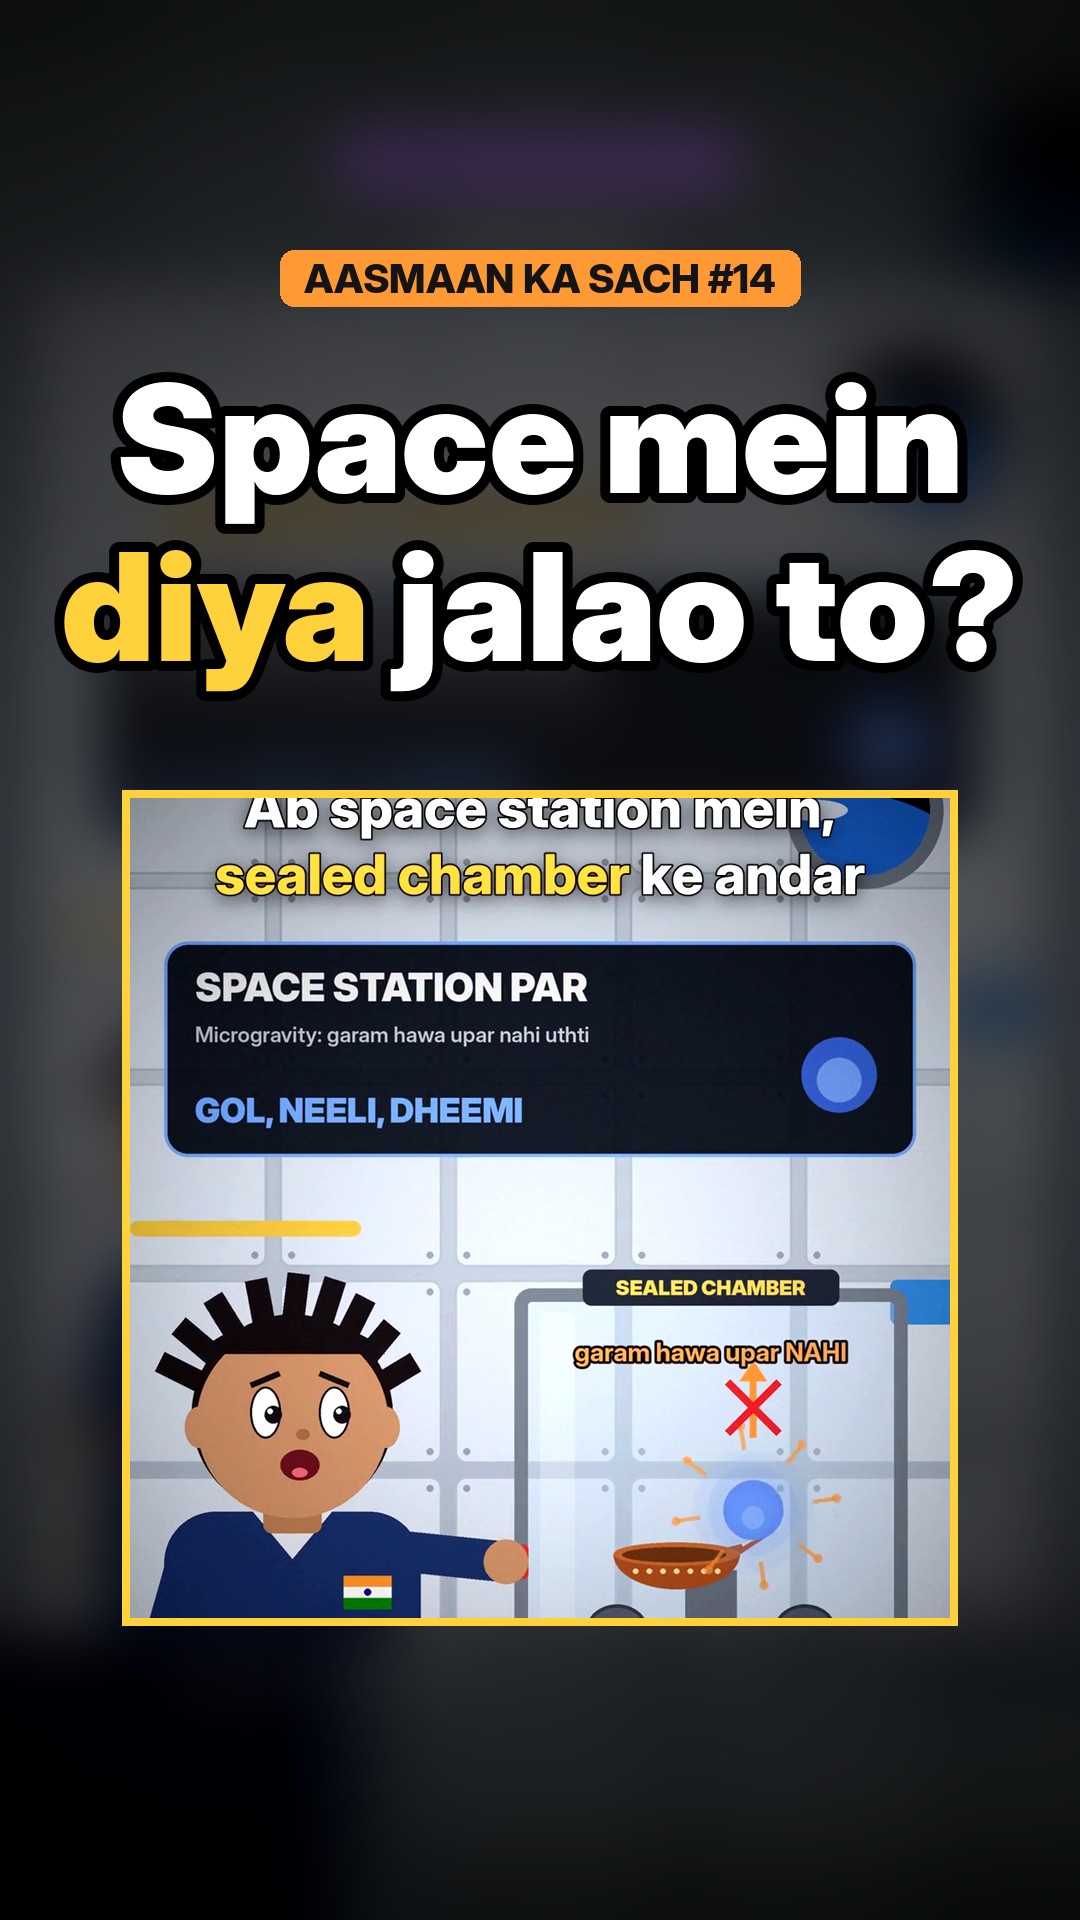 AASMAAN KA SACH #14
Space mein
diya jalao to?
Ab space station mein,
sealed chamber ke andar
SPACE STATION PAR
Microgravity: garam hawa upar nahi uthti
GOL, NEELI, DHEEMI
SEALED CHAMBER
garam hawa upar NAHI